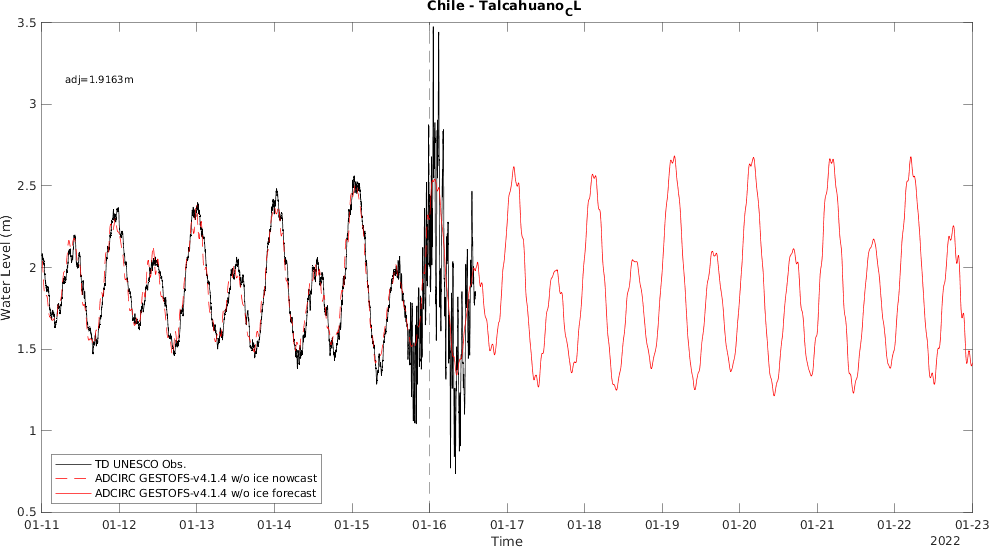 Chile - Talcahuano_CL
3.5
adj=1.9163m
3
2.5
2
1.5
1
0.5
Water Level (m)
TD UNESCO Obs.
ADCIRC GESTOFS-v4.1.4 w/o ice nowcast
ADCIRC GESTOFS-v4.1.4 w/o ice forecast
01-11 01-12 01-13 01-14 01-15 01-16 01-17 01-18 01-19 01-20 01-21 01-22 01-23
Time
2022